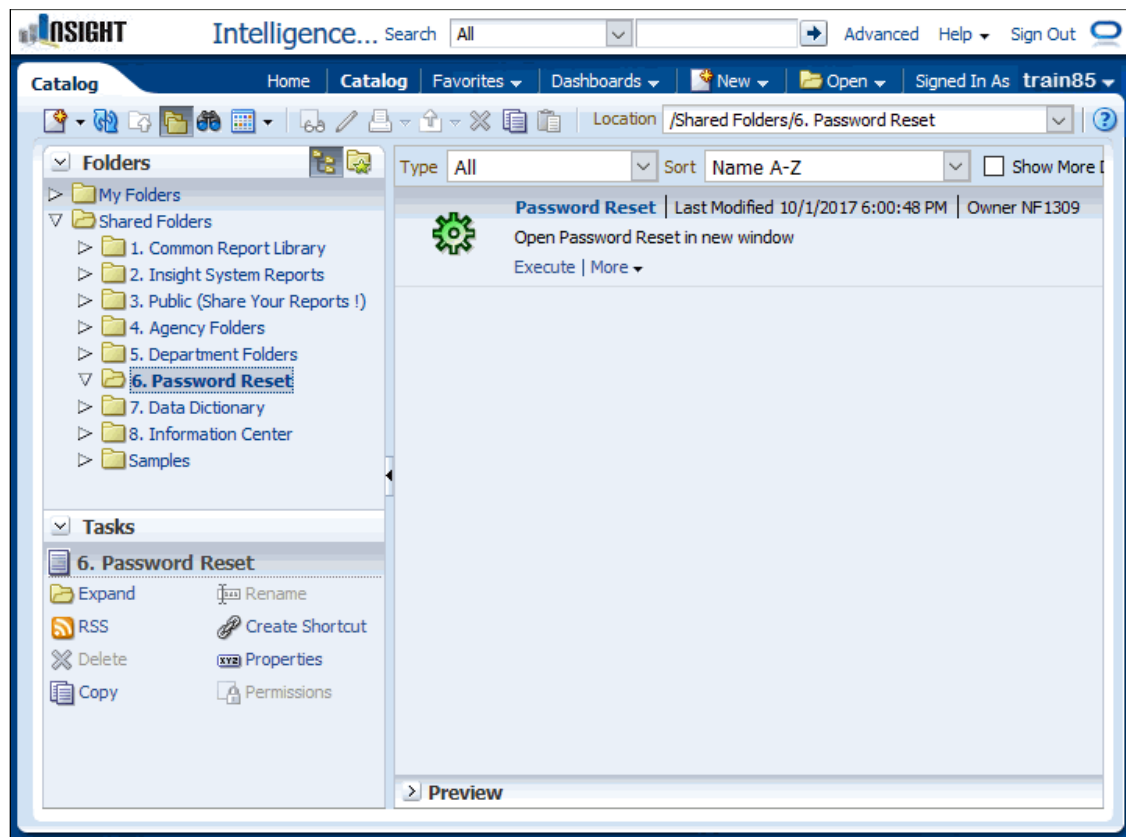 INSIGHT Intelligence... Search All Advanced Help Sign Out
Catalog Home Catalog Favorites Dashboards New Open Signed In As train85
Location /Shared Folders/6. Password Reset
Folders
My Folders
Shared Folders
1. Common Report Library
2. Insight System Reports
3. Public (Share Your Reports !)
4. Agency Folders
5. Department Folders
6. Password Reset
7. Data Dictionary
8. Information Center
Samples
Tasks
6. Password Reset
Expand Rename
RSS Create Shortcut
Delete XYZ Properties
Copy Permissions
Type All Sort Name A-Z Show More D
Password Reset Last Modified 10/1/2017 6:00:48 PM Owner NF1309
Open Password Reset in new window
Execute | More
Preview